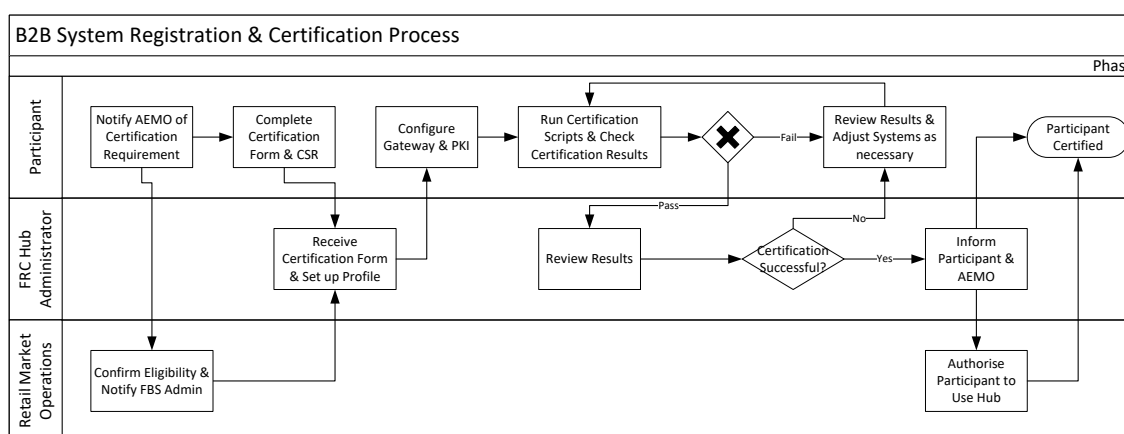 B2B System Registration & Certification Process
Phas
Participant
Notify AEMO of
Certification
Requirement
Complete
Certification
Form & CSR
Configure
Gateway & PKI
Run Certification
Scripts & Check
Certification Results
Fail
Review Results &
Adjust Systems as
necessary
Participant
Certified
Pass
No
FRC Hub
Administrator
Receive
Certification Form
& Set up Profile
Review Results
Certification
Successful?
Yes
Inform
Participant &
AEMO
Retail Market
Operations
Confirm Eligibility &
Notify FBS Admin
Authorise
Participant to
Use Hub